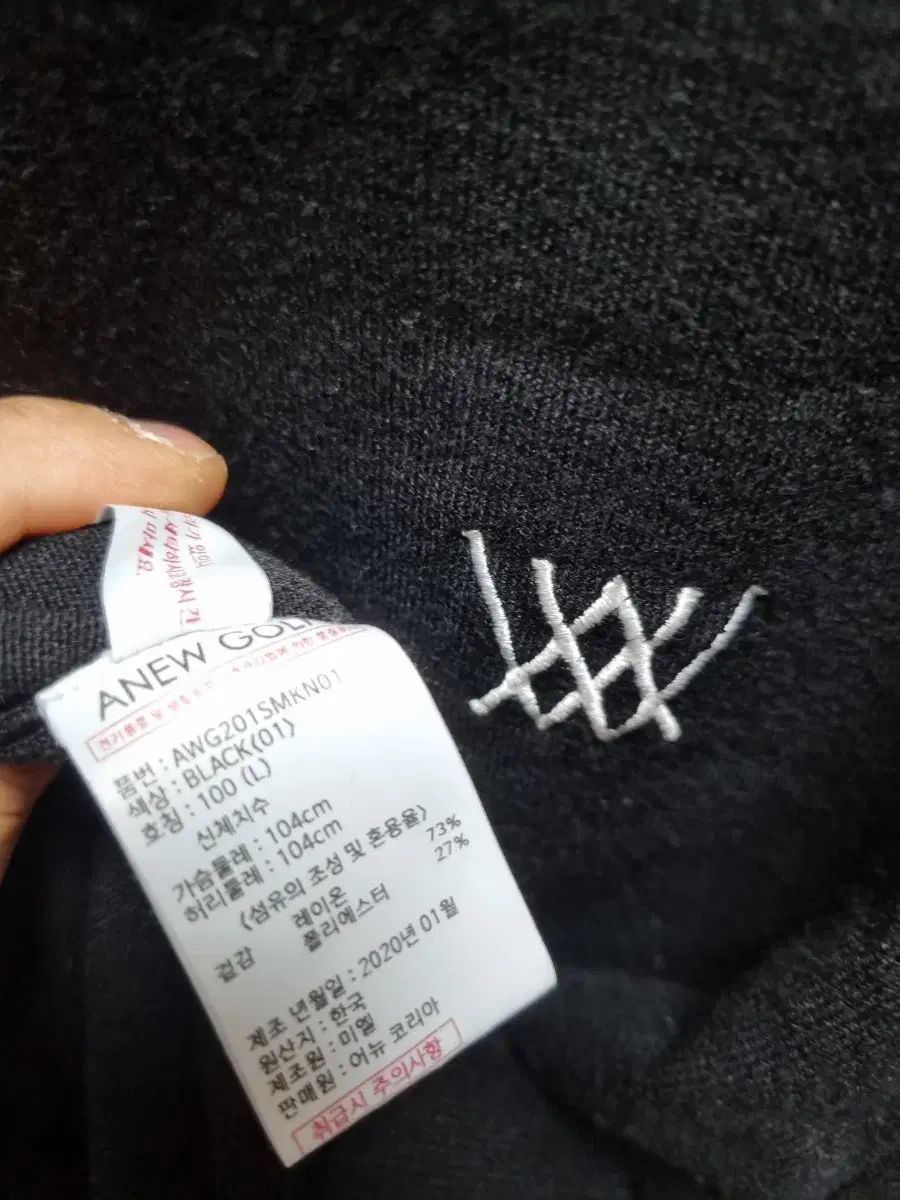 ANEW GOLF
품번 : AWG2015MKN01
색상 : BLACK(01)
호칭 : 100 (L)
신체치수
가슴둘레 : 104cm
허리둘레 : 104cm
(섬유의 조성 및 혼용율)
겉감 레이온 73%
폴리에스터 27%
제조 년월일 : 2020년 01월
원산지 : 한국
제조원 : 미엘
판매원 : 어뉴 코리아
취급시 주의사항